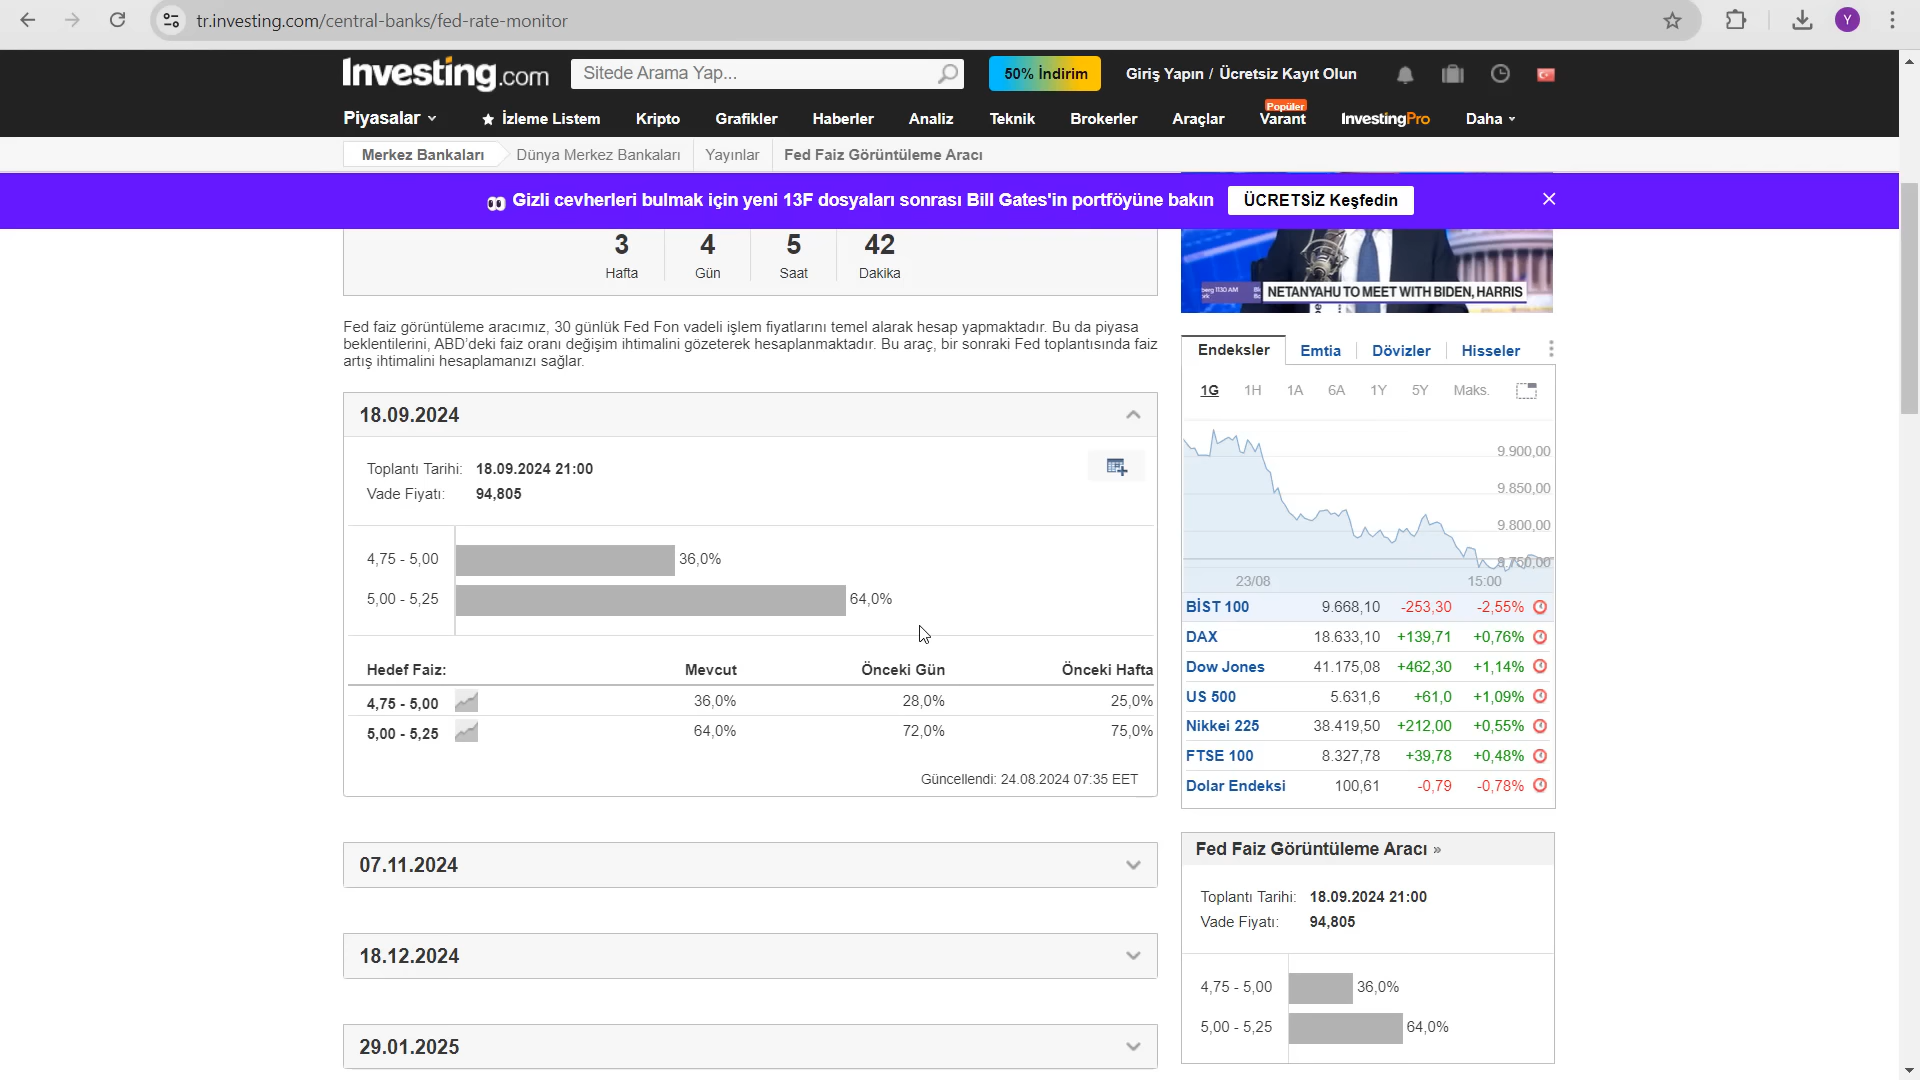 tr.investing.com/central-banks/fed-rate-monitor
Y
Investing.com
Sitede Arama Yap...
50% İndirim
Giriş Yapın / Ücretsiz Kayıt Olun
Piyasalar
İzleme Listem
Kripto
Grafikler
Haberler
Analiz
Teknik
Brokerler
Araçlar
Popüler
Varant
InvestingPro
Daha
Merkez Bankaları
Dünya Merkez Bankaları
Yayınlar
Fed Faiz Görüntüleme Aracı
Gizli cevherleri bulmak için yeni 13F dosyaları sonrası Bill Gates'in portföyüne bakın
ÜCRETSİZ Keşfedin
3 4 5 42
Hafta Gün Saat Dakika
Fed faiz görüntüleme aracımız, 30 günlük Fed Fon vadeli işlem fiyatlarını temel alarak hesap yapmaktadır. Bu da piyasa
beklentilerini, ABD'deki faiz oranı değişim ihtimalini gözeterek hesaplanmaktadır. Bu araç, bir sonraki Fed toplantısında faiz
artış ihtimalini hesaplamanızı sağlar.
18.09.2024
Toplantı Tarihi: 18.09.2024 21:00
Vade Fiyatı: 94,805
4,75 - 5,00 36,0%
5,00 - 5,25 64,0%
Hedef Faiz: Mevcut Önceki Gün Önceki Hafta
4,75 - 5,00 36,0% 28,0% 25,0%
5,00 - 5,25 64,0% 72,0% 75,0%
Güncellendi: 24.08.2024 07:35 EET
07.11.2024
18.12.2024
29.01.2025
NETANYAHU TO MEET WITH BIDEN, HARRIS
Endeksler Emtia Dövizler Hisseler
1G 1H 1A 6A 1Y 5Y Maks.
9.900,00
9.850,00
9.800,00
9.750,00
23/08 15:00
BİST 100 9.668,10 -253,30 -2,55%
DAX 18.633,10 +139,71 +0,76%
Dow Jones 41.175,08 +462,30 +1,14%
US 500 5.631,6 +61,0 +1,09%
Nikkei 225 38.419,50 +212,00 +0,55%
FTSE 100 8.327,78 +39,78 +0,48%
Dolar Endeksi 100,61 -0,79 -0,78%
Fed Faiz Görüntüleme Aracı »
Toplantı Tarihi: 18.09.2024 21:00
Vade Fiyatı: 94,805
4,75 - 5,00 36,0%
5,00 - 5,25 64,0%